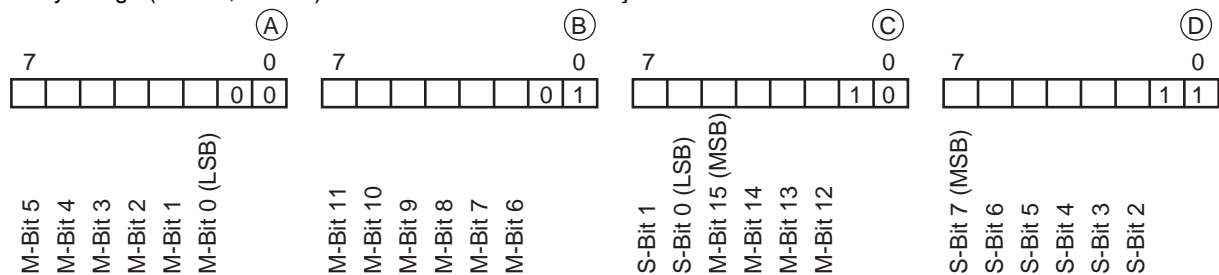 A B C D
7 0 7 0 7 0 7 0
0 0 0 1 1 0 1 1
M-Bit 5
M-Bit 4
M-Bit 3
M-Bit 2
M-Bit 1
M-Bit 0 (LSB)
M-Bit 11
M-Bit 10
M-Bit 9
M-Bit 8
M-Bit 7
M-Bit 6
S-Bit 1
S-Bit 0 (LSB)
M-Bit 15 (MSB)
M-Bit 14
M-Bit 13
M-Bit 12
S-Bit 7 (MSB)
S-Bit 6
S-Bit 5
S-Bit 4
S-Bit 3
S-Bit 2